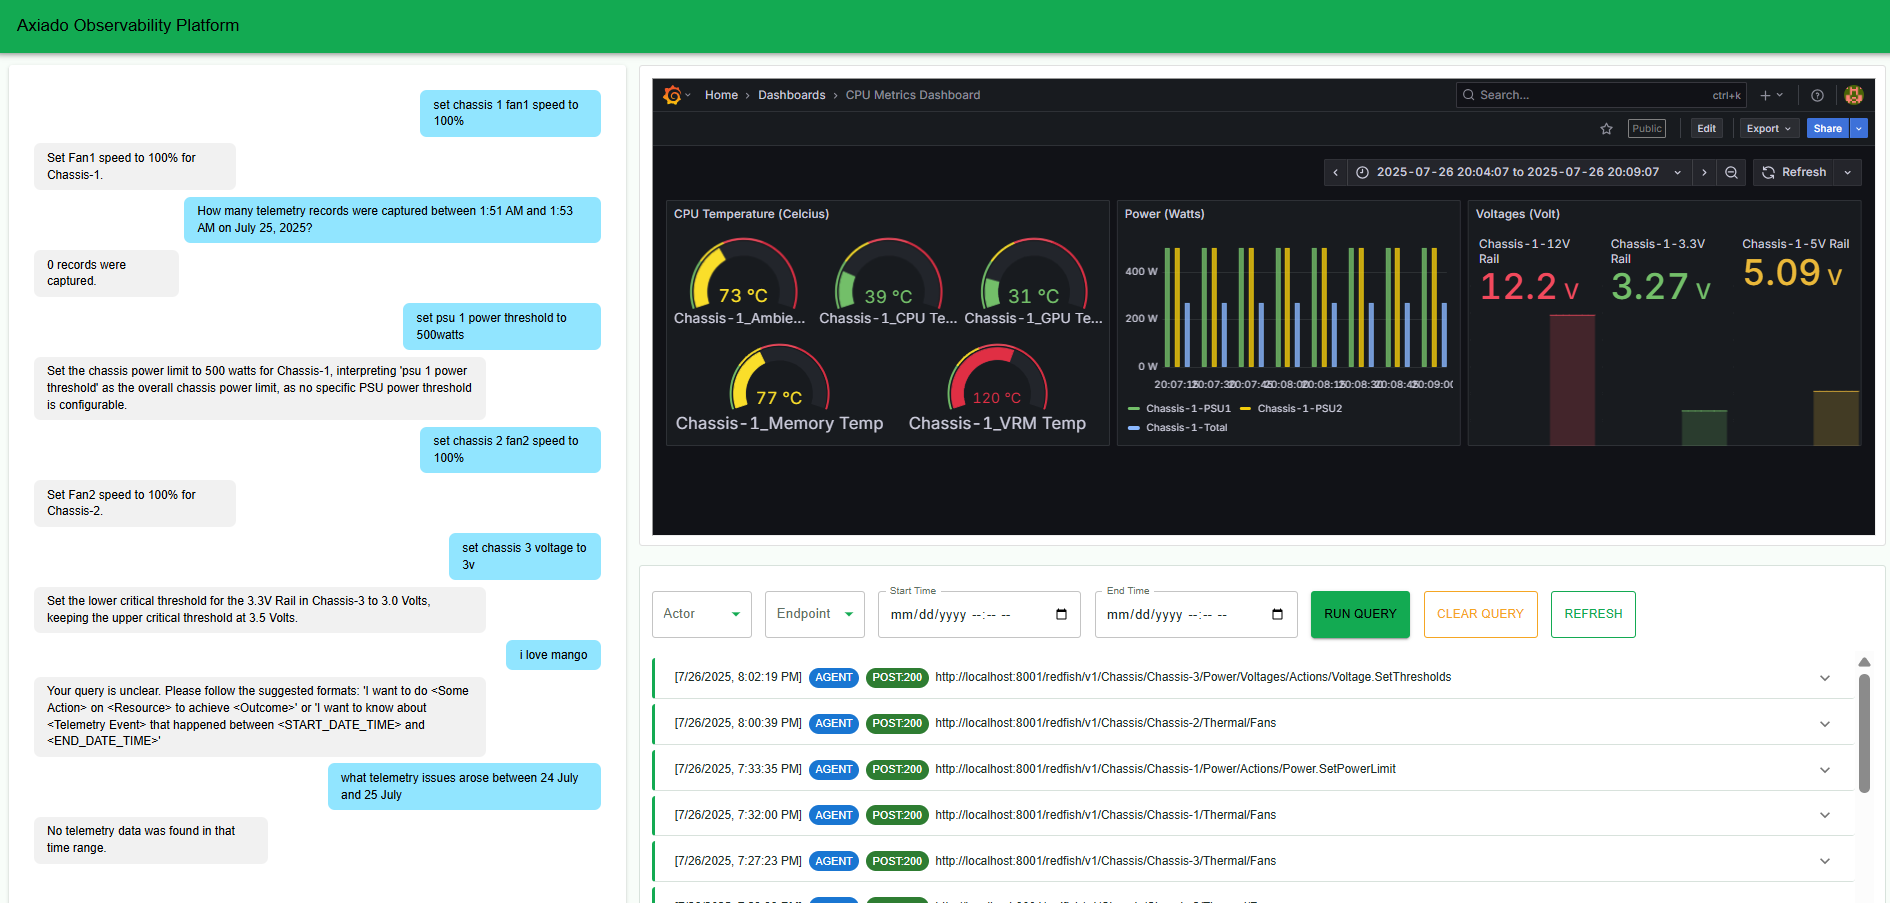 Axiado Observability Platform
set chassis 1 fan1 speed to
100%
Set Fan1 speed to 100% for
Chassis-1.
How many telemetry records were captured between 1:51 AM and 1:53
AM on July 25, 2025?
0 records were
captured.
set psu 1 power threshold to
500watts
Set the chassis power limit to 500 watts for Chassis-1, interpreting 'psu 1 power
threshold' as the overall chassis power limit, as no specific PSU power threshold
is configurable.
set chassis 2 fan2 speed to
100%
Set Fan2 speed to 100% for
Chassis-2.
set chassis 3 voltage to
3v
Set the lower critical threshold for the 3.3V Rail in Chassis-3 to 3.0 Volts,
keeping the upper critical threshold at 3.5 Volts.
i love mango
Your query is unclear. Please follow the suggested formats: 'I want to do <Some
Action> on <Resource> to achieve <Outcome>' or 'I want to know about
<Telemetry Event> that happened between <START_DATE_TIME> and
<END_DATE_TIME>'
what telemetry issues arose between 24 July
and 25 July
No telemetry data was found in that
time range.
Home › Dashboards › CPU Metrics Dashboard
Search... ctrl+k
Public Edit Export Share
2025-07-26 20:04:07 to 2025-07-26 20:09:07 Refresh
CPU Temperature (Celcius)
73 °C 39 °C 31 °C
Chassis-1_Ambie... Chassis-1_CPU Te... Chassis-1_GPU Te...
77 °C 120 °C
Chassis-1_Memory Temp Chassis-1_VRM Temp
Power (Watts)
400 W
200 W
0 W
20:07:15 20:07:30 20:07:45 20:08:00 20:08:15 20:08:30 20:08:45 20:09:00
Chassis-1-PSU1 Chassis-1-PSU2
Chassis-1-Total
Voltages (Volt)
Chassis-1-12V
Rail
12.2 V
Chassis-1-3.3V
Rail
3.27 V
Chassis-1-5V Rail
5.09 V
Actor
Endpoint
Start Time
mm/dd/yyyy --:-- --
End Time
mm/dd/yyyy --:-- --
RUN QUERY
CLEAR QUERY
REFRESH
[7/26/2025, 8:02:19 PM] AGENT POST:200 http://localhost:8001/redfish/v1/Chassis/Chassis-3/Power/Voltages/Actions/Voltage.SetThresholds
[7/26/2025, 8:00:39 PM] AGENT POST:200 http://localhost:8001/redfish/v1/Chassis/Chassis-2/Thermal/Fans
[7/26/2025, 7:33:35 PM] AGENT POST:200 http://localhost:8001/redfish/v1/Chassis/Chassis-1/Power/Actions/Power.SetPowerLimit
[7/26/2025, 7:32:00 PM] AGENT POST:200 http://localhost:8001/redfish/v1/Chassis/Chassis-1/Thermal/Fans
[7/26/2025, 7:27:23 PM] AGENT POST:200 http://localhost:8001/redfish/v1/Chassis/Chassis-3/Thermal/Fans